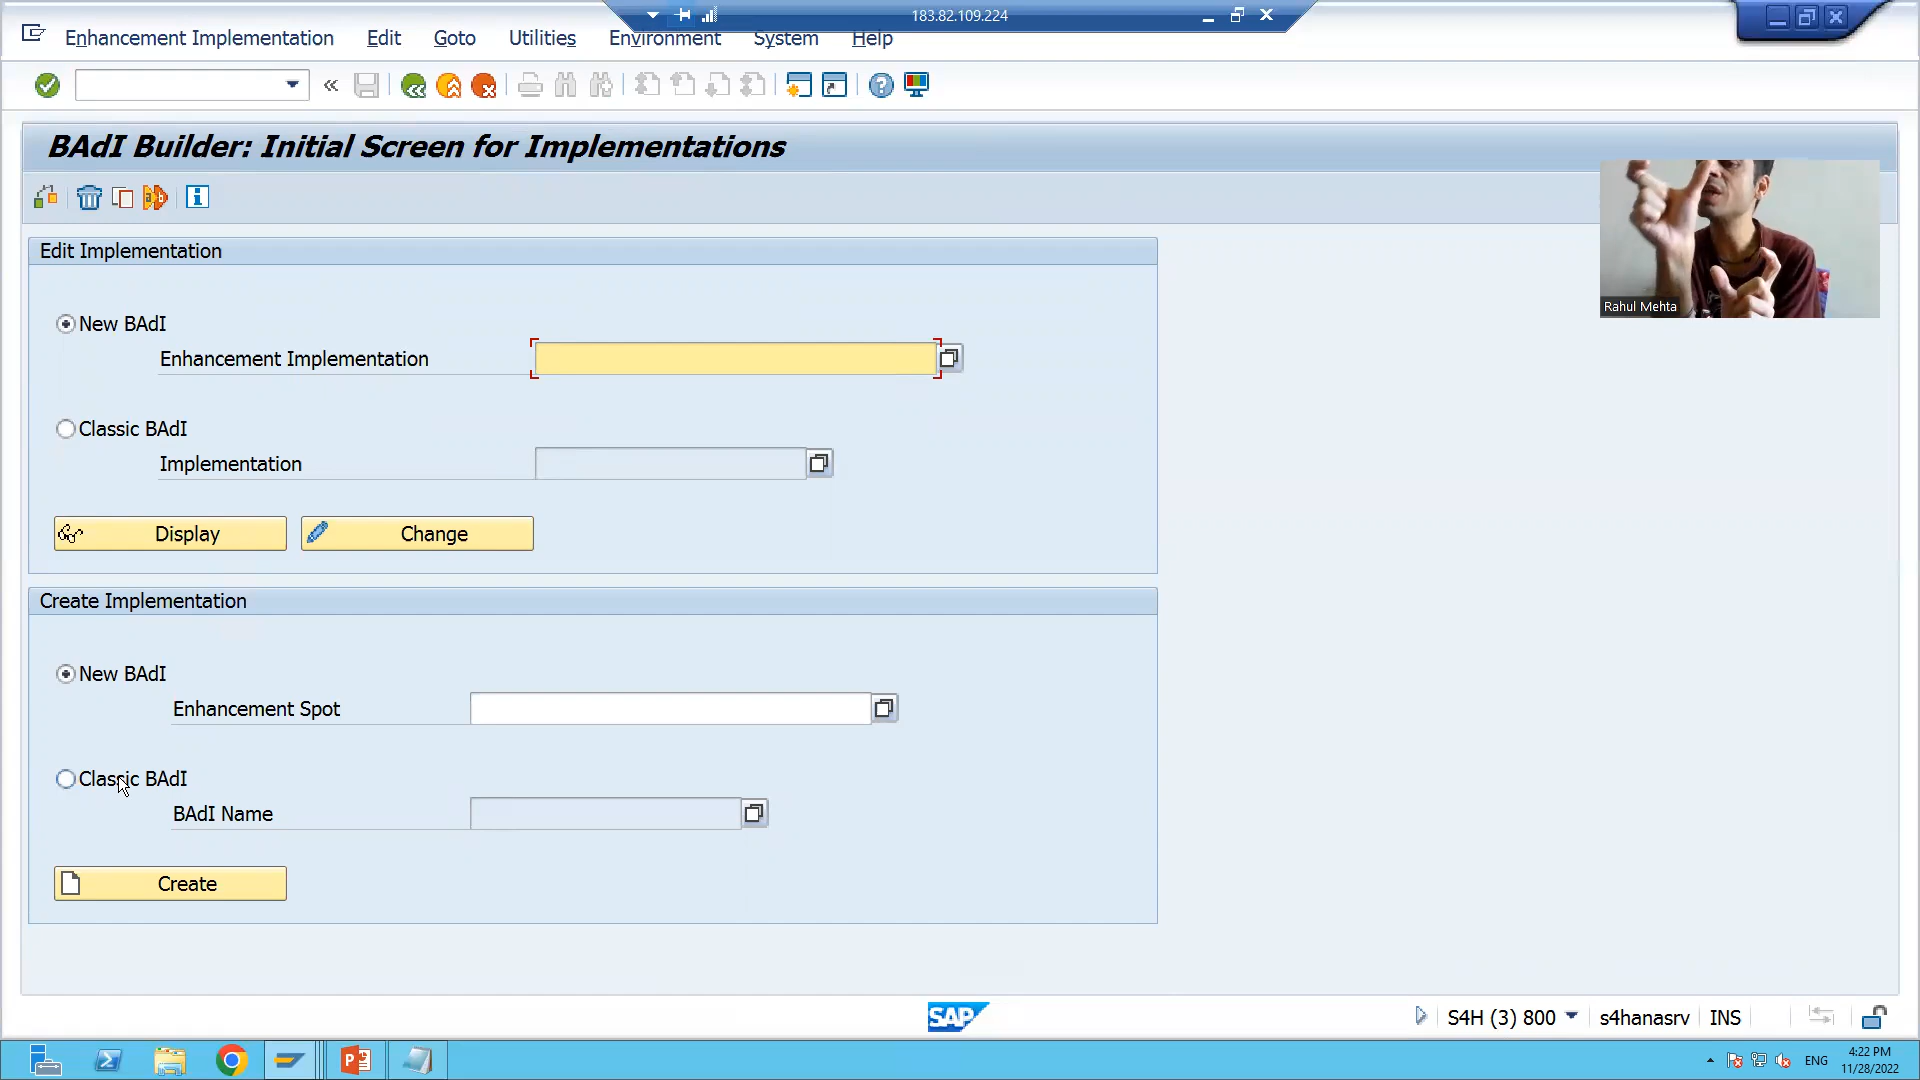 183.82.109.224
Enhancement Implementation Edit Goto Utilities Environment System Help
BAdI Builder: Initial Screen for Implementations
Edit Implementation
New BAdI
Enhancement Implementation
Classic BAdI
Implementation
Display Change
Create Implementation
New BAdI
Enhancement Spot
Classic BAdI
BAdI Name
Create
Rahul Mehta
SAP
S4H (3) 800 s4hanasrv INS
ENG
4:22 PM
11/28/2022